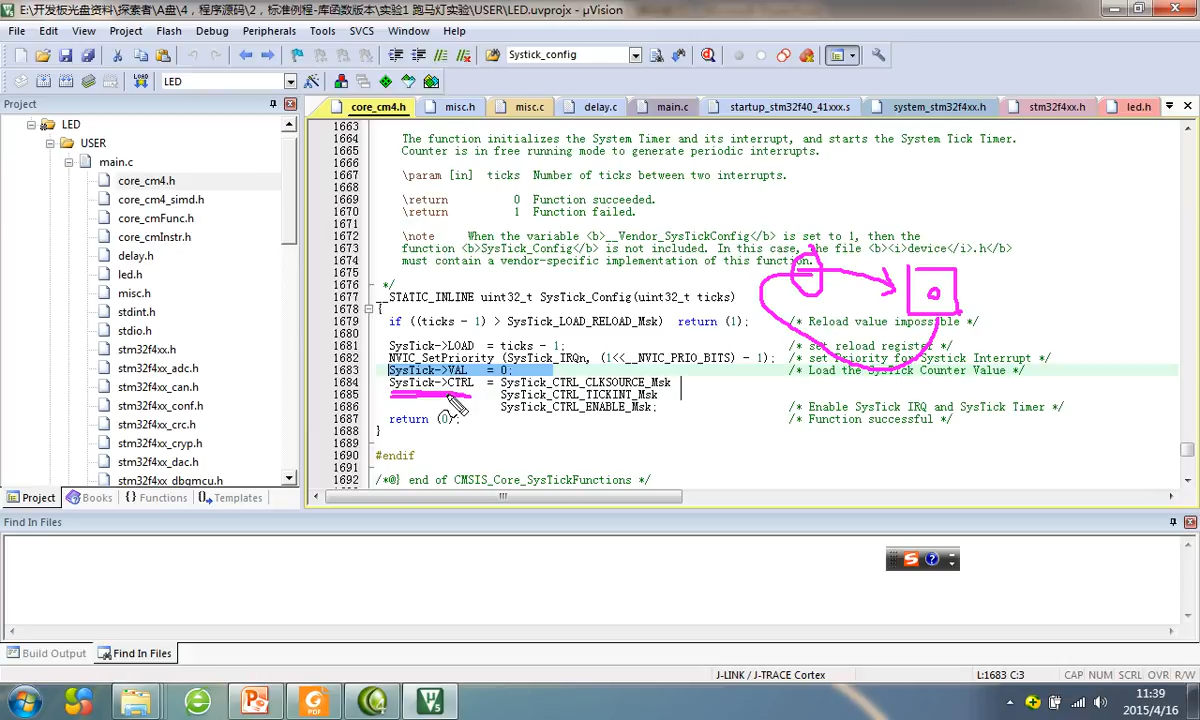 E:\开发板光盘资料\探索者\A盘\4，程序源码\2，标准例程-库函数版本\实验1 跑马灯实验\USER\LED.uvprojx - µVision
File Edit View Project Flash Debug Peripherals Tools SVCS Window Help
Systick_config
LOAD LED
Project
core_cm4.h misc.h misc.c delay.c main.c startup_stm32f40_41xxx.s system_stm32f4xx.h stm32f4xx.h led.h
LED
USER
main.c
core_cm4.h
core_cm4_simd.h
core_cmFunc.h
core_cmInstr.h
delay.h
led.h
misc.h
stdint.h
stdio.h
stm32f4xx.h
stm32f4xx_adc.h
stm32f4xx_can.h
stm32f4xx_conf.h
stm32f4xx_crc.h
stm32f4xx_cryp.h
stm32f4xx_dac.h
stm32f4xx_dbgmcu.h
Project Books Functions Templates
1663
1664 The function initializes the System Timer and its interrupt, and starts the System Tick Timer.
1665 Counter is in free running mode to generate periodic interrupts.
1666
1667 \param [in] ticks Number of ticks between two interrupts.
1668
1669 \return 0 Function succeeded.
1670 \return 1 Function failed.
1671
1672 \note When the variable <b>__Vendor_SysTickConfig</b> is set to 1, then the
1673 function <b>SysTick_Config</b> is not included. In this case, the file <b><i>device</i>.h</b>
1674 must contain a vendor-specific implementation of this function.
1675
1676 */
1677 __STATIC_INLINE uint32_t SysTick_Config(uint32_t ticks)
1678 {
1679 if ((ticks - 1) > SysTick_LOAD_RELOAD_Msk) return (1); /* Reload value impossible */
1680
1681 SysTick->LOAD = ticks - 1; /* set reload register */
1682 NVIC_SetPriority (SysTick_IRQn, (1<<__NVIC_PRIO_BITS) - 1); /* set Priority for Systick Interrupt */
1683 SysTick->VAL = 0; /* Load the SysTick Counter Value */
1684 SysTick->CTRL = SysTick_CTRL_CLKSOURCE_Msk |
1685 SysTick_CTRL_TICKINT_Msk |
1686 SysTick_CTRL_ENABLE_Msk; /* Enable SysTick IRQ and SysTick Timer */
1687 return (0); /* Function successful */
1688 }
1689
1690 #endif
1691
1692 /*@} end of CMSIS_Core_SysTickFunctions */
Find In Files
Build Output Find In Files
J-LINK / J-TRACE Cortex L:1683 C:3 CAP NUM SCRL OVR R/W
11:39
2015/4/16